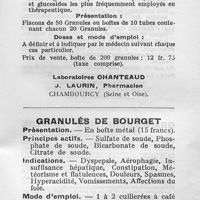 et glucosides les plus fréquemment employés en
thérapeutique.
Présentation :
Flacons de 50 Granules ou boîtes de 10 tubes conte-
nant chacun 20 Granules.
Doses et mode d'emploi :
A définir et à indiquer par le médecin suivant chaque
cas particulier.
Prix de vente, boîte de 200 granules : 12 fr. 75
(taxe comprise).
Laboratoires CHANTEAUD
J. LAURIN, Pharmacien
CHAMBOURCY (Seine et Oise).
GRANULÉS DE BOURGET
Présentation. — En boîte métal (15 francs).
Principes actifs. — Sulfate de soude, Phos-
phate de soude, Bicarbonate de soude,
Citrate de soude.
Indications. — Dyspepsie, Aérophagie, In-
suffisance hépatique, Constipation, Mé-
téorisme et flatulences, Douleurs, Spasmes,
Hyperacidité, Vomissements, Affections du
foie.
Mode d'emploi. — 1 à 2 cuillerées à café